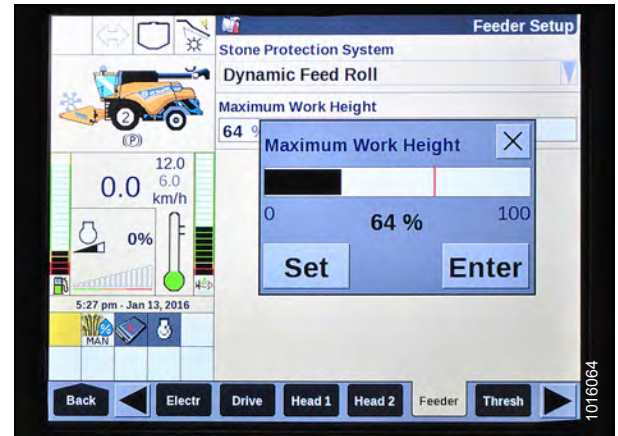 Feeder Setup
Stone Protection System
Dynamic Feed Roll
Maximum Work Height
64 %
Maximum Work Height
0 64 % 100
Set Enter
2
(P)
12.0
0.0 6.0
km/h
0%
F
5:27 pm - Jan 13, 2016
MAN
Back Electr Drive Head 1 Head 2 Feeder Thresh
1016064